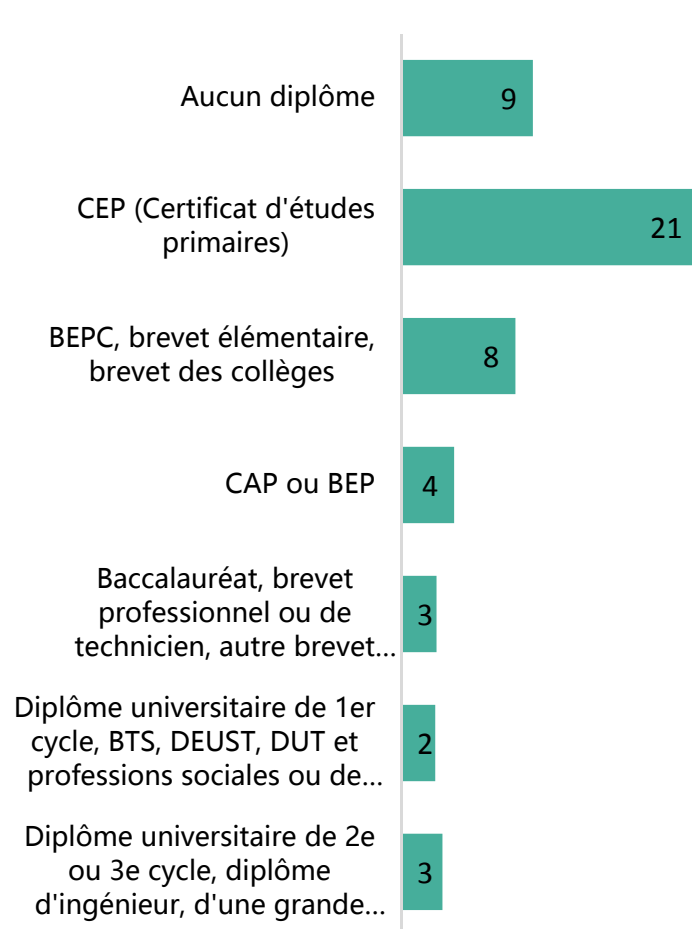 Aucun diplôme
9
CEP (Certificat d'études
primaires)
21
BEPC, brevet élémentaire,
brevet des collèges
8
CAP ou BEP
4
Baccalauréat, brevet
professionnel ou de
technicien, autre brevet...
3
Diplôme universitaire de 1er
cycle, BTS, DEUST, DUT et
professions sociales ou de...
2
Diplôme universitaire de 2e
ou 3e cycle, diplôme
d'ingénieur, d'une grande...
3